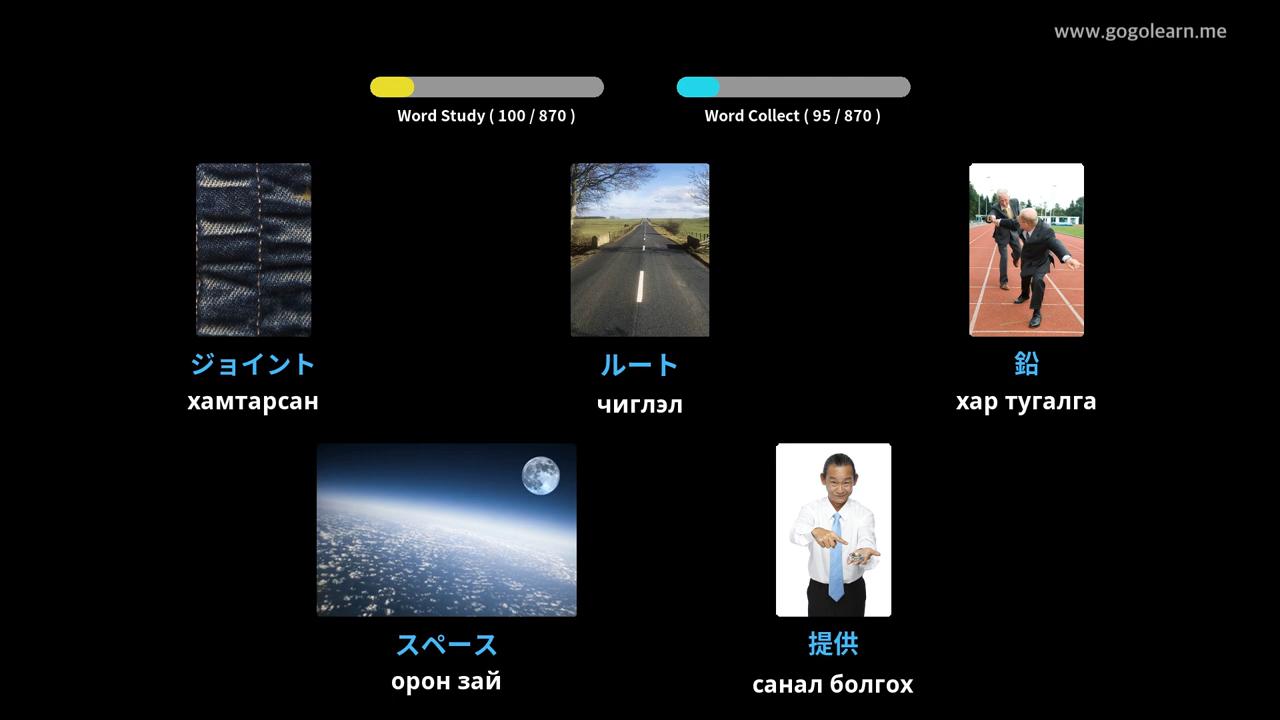 www.gogolearn.me
Word Study ( 100 / 870 )
Word Collect ( 95 / 870 )
ジョイント
хамтарсан
ルート
чиглэл
鉛
хар тугалга
スペース
орон зай
提供
санал болгох